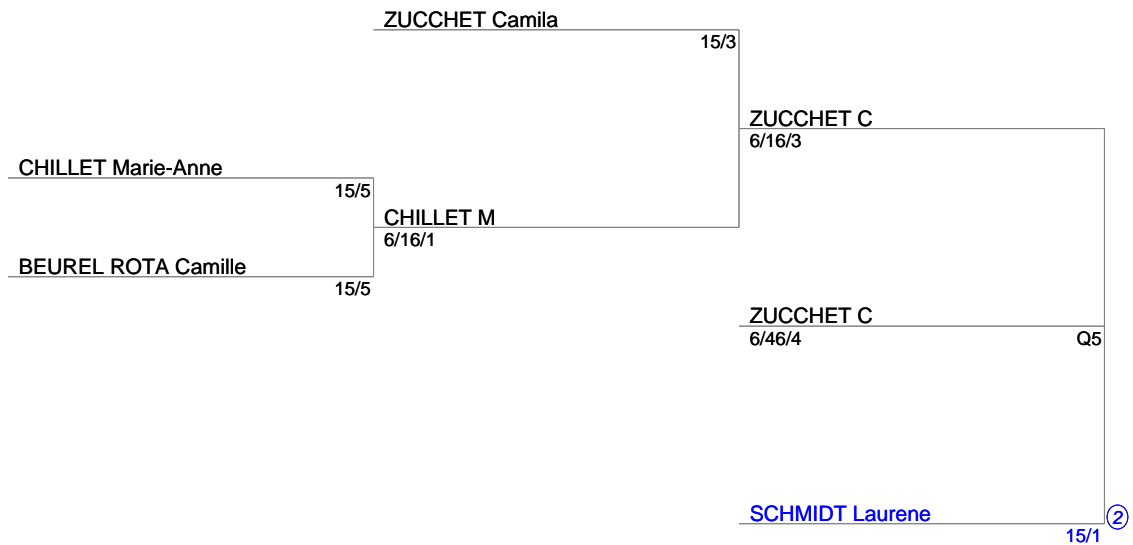 ZUCCHET Camila
15/3
ZUCCHET C
6/16/3
CHILLET Marie-Anne
15/5
CHILLET M
6/16/1
BEUREL ROTA Camille
15/5
ZUCCHET C
6/46/4
Q5
SCHMIDT Laurene
2
15/1